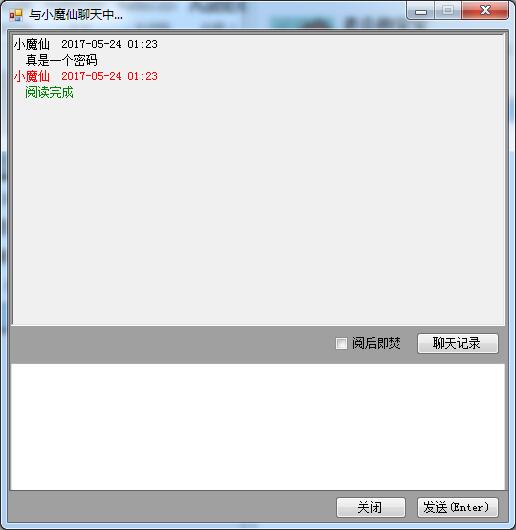 与小魔仙聊天中...
小魔仙 2017-05-24 01:23
真是一个密码
小魔仙 2017-05-24 01:23
阅读完成
阅后即焚 聊天记录
关闭 发送(Enter)